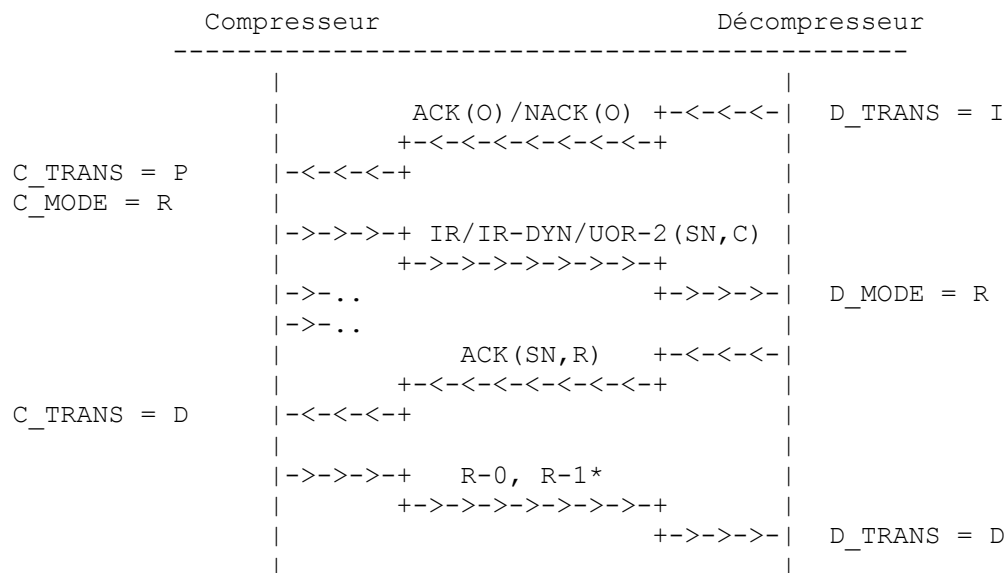 Compresseur Décompresseur
----------------------------------------------
| |
| ACK(O)/NACK(O) +-<-<-<-| D_TRANS = I
| +-<-<-<-<-<-<-<-+ |
C_TRANS = P |-<-<-<-+ |
C_MODE = R | |
|->->->-+ IR/IR-DYN/UOR-2(SN,C) |
| +->->->->->->->-+ |
|->-.. +->->->-| D_MODE = R
|->-.. |
| ACK(SN,R) +-<-<-<-|
| +-<-<-<-<-<-<-<-+ |
C_TRANS = D |-<-<-<-+ |
| |
|->->->-+ R-0, R-1* |
| +->->->->->->->-+ |
| +->->->-| D_TRANS = D
| |